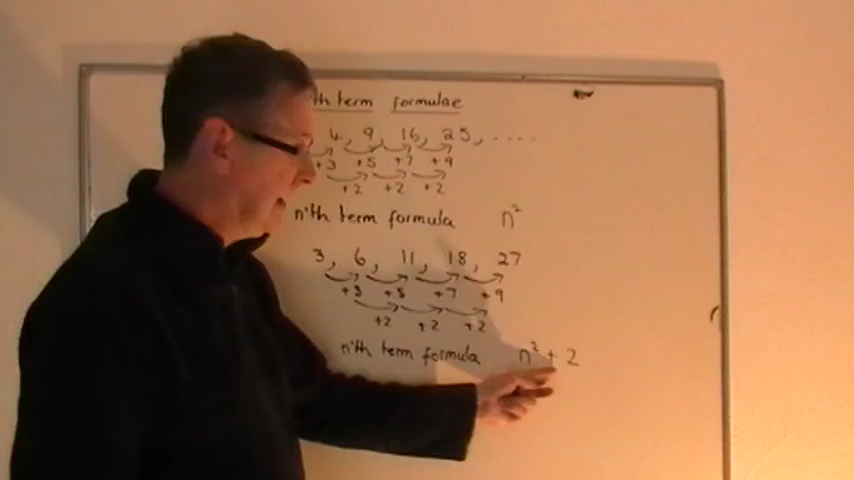 th term formulae
4, 9, 16, 25, ....
+3 +5 +7 +9
+2 +2 +2
n'th term formula n²
3, 6, 11, 18, 27
+3 +5 +7 +9
+2 +2 +2
n'th term formula n² + 2